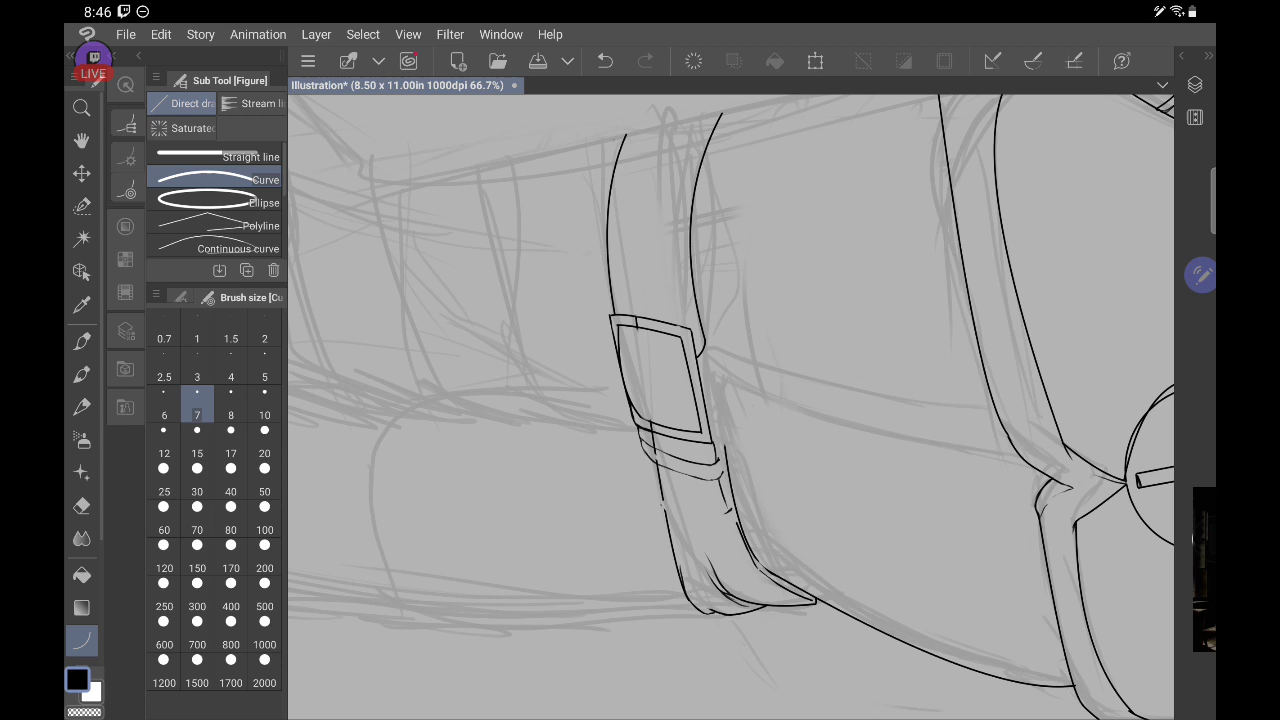 8:46
File Edit Story Animation Layer Select View Filter Window Help
LIVE
Sub Tool [Figure]
Illustration* (8.50 x 11.00in 1000dpi 66.7%)
Direct dra Stream li
Saturated
Straight line
Curve
Ellipse
Polyline
Continuous curve
Brush size [Cu
0.7 1 1.5 2
2.5 3 4 5
6 7 8 10
12 15 17 20
25 30 40 50
60 70 80 100
120 150 170 200
250 300 400 500
600 700 800 1000
1200 1500 1700 2000